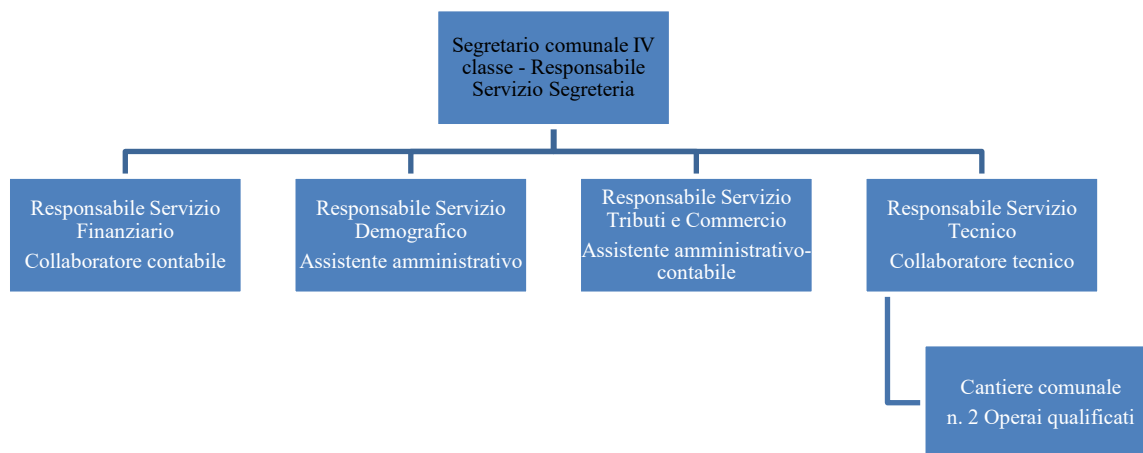 Segretario comunale IV
classe - Responsabile
Servizio Segreteria
Responsabile Servizio
Finanziario
Collaboratore contabile
Responsabile Servizio
Demografico
Assistente amministrativo
Responsabile Servizio
Tributi e Commercio
Assistente amministrativo-
contabile
Responsabile Servizio
Tecnico
Collaboratore tecnico
Cantiere comunale
n. 2 Operai qualificati